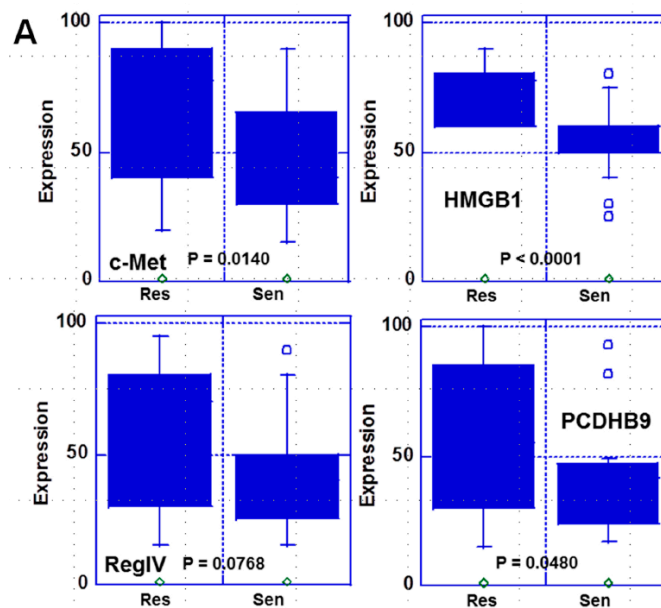 A
100
50
0
Expression
c-Met
P = 0.0140
Res
Sen
100
50
0
Expression
HMGB1
P < 0.0001
Res
Sen
100
50
0
Expression
RegIV
P = 0.0768
Res
Sen
100
50
0
Expression
PCDHB9
P = 0.0480
Res
Sen